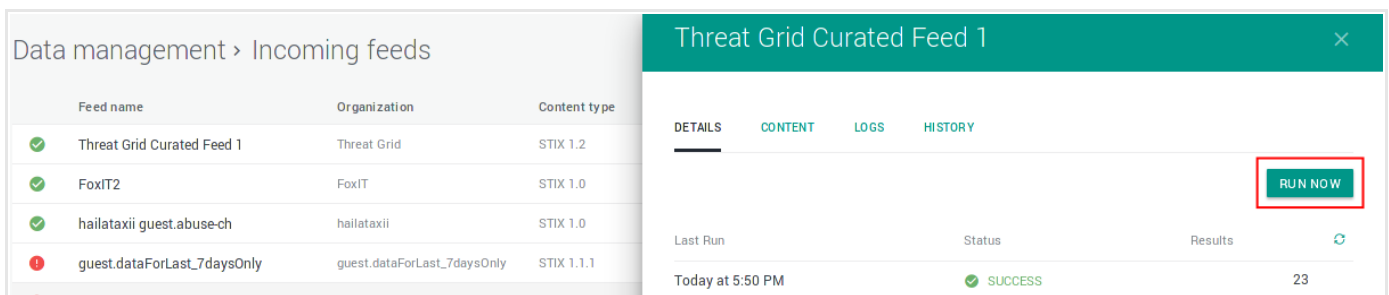 Data management › Incoming feeds
Feed name Organization Content type
Threat Grid Curated Feed 1 Threat Grid STIX 1.2
FoxIT2 FoxIT STIX 1.0
hailataxii guest.abuse-ch hailataxii STIX 1.0
guest.dataForLast_7daysOnly guest.dataForLast_7daysOnly STIX 1.1.1
Threat Grid Curated Feed 1
DETAILS CONTENT LOGS HISTORY
RUN NOW
Last Run Status Results
Today at 5:50 PM SUCCESS 23